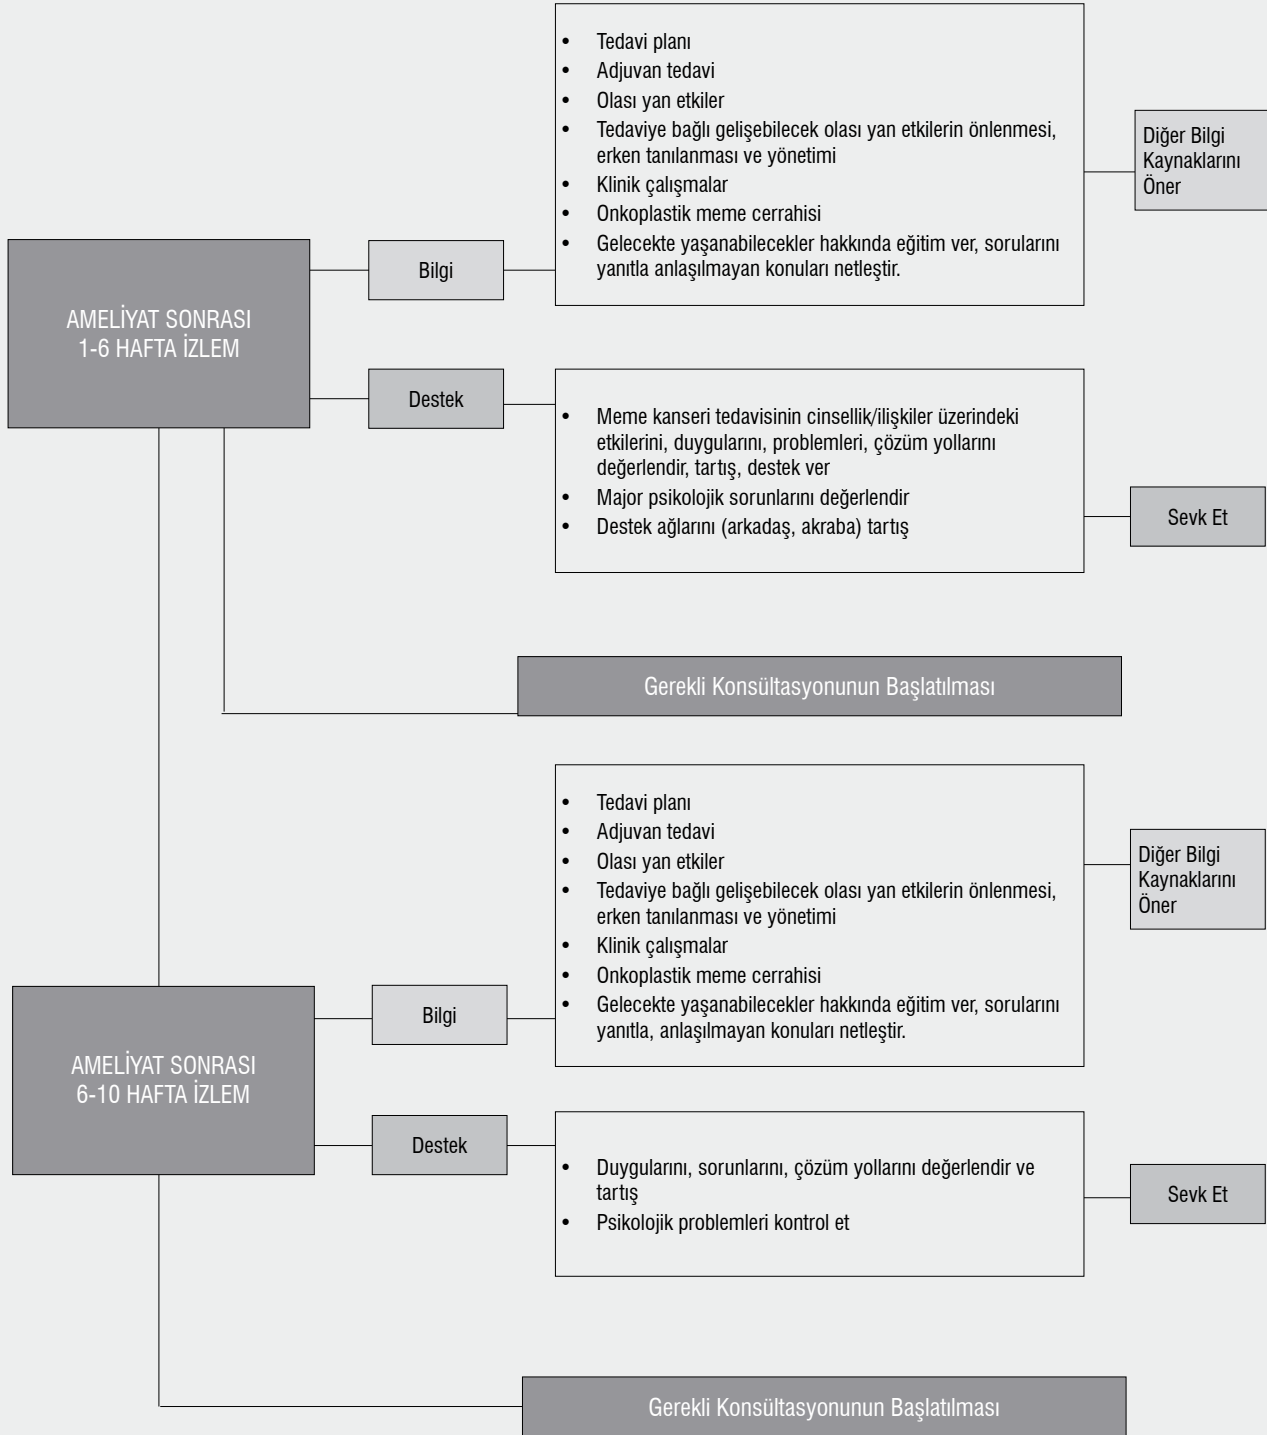 • Tedavi planı
• Adjuvan tedavi
• Olası yan etkiler
• Tedaviye bağlı gelişebilecek olası yan etkilerin önlenmesi,
erken tanılanması ve yönetimi
• Klinik çalışmalar
• Onkoplastik meme cerrahisi
• Gelecekte yaşanabilecekler hakkında eğitim ver, sorularını
yanıtla anlaşılmayan konuları netleştir.
Diğer Bilgi
Kaynaklarını
Öner
Bilgi
AMELİYAT SONRASI
1-6 HAFTA İZLEM
Destek
• Meme kanseri tedavisinin cinsellik/ilişkiler üzerindeki
etkilerini, duygularını, problemleri, çözüm yollarını
değerlendir, tartış, destek ver
• Major psikolojik sorunlarını değerlendir
• Destek ağlarını (arkadaş, akraba) tartış
Sevk Et
Gerekli Konsültasyonunun Başlatılması
• Tedavi planı
• Adjuvan tedavi
• Olası yan etkiler
• Tedaviye bağlı gelişebilecek olası yan etkilerin önlenmesi,
erken tanılanması ve yönetimi
• Klinik çalışmalar
• Onkoplastik meme cerrahisi
• Gelecekte yaşanabilecekler hakkında eğitim ver, sorularını
yanıtla, anlaşılmayan konuları netleştir.
Diğer Bilgi
Kaynaklarını
Öner
Bilgi
AMELİYAT SONRASI
6-10 HAFTA İZLEM
Destek
• Duygularını, sorunlarını, çözüm yollarını değerlendir ve
tartış
• Psikolojik problemleri kontrol et
Sevk Et
Gerekli Konsültasyonunun Başlatılması